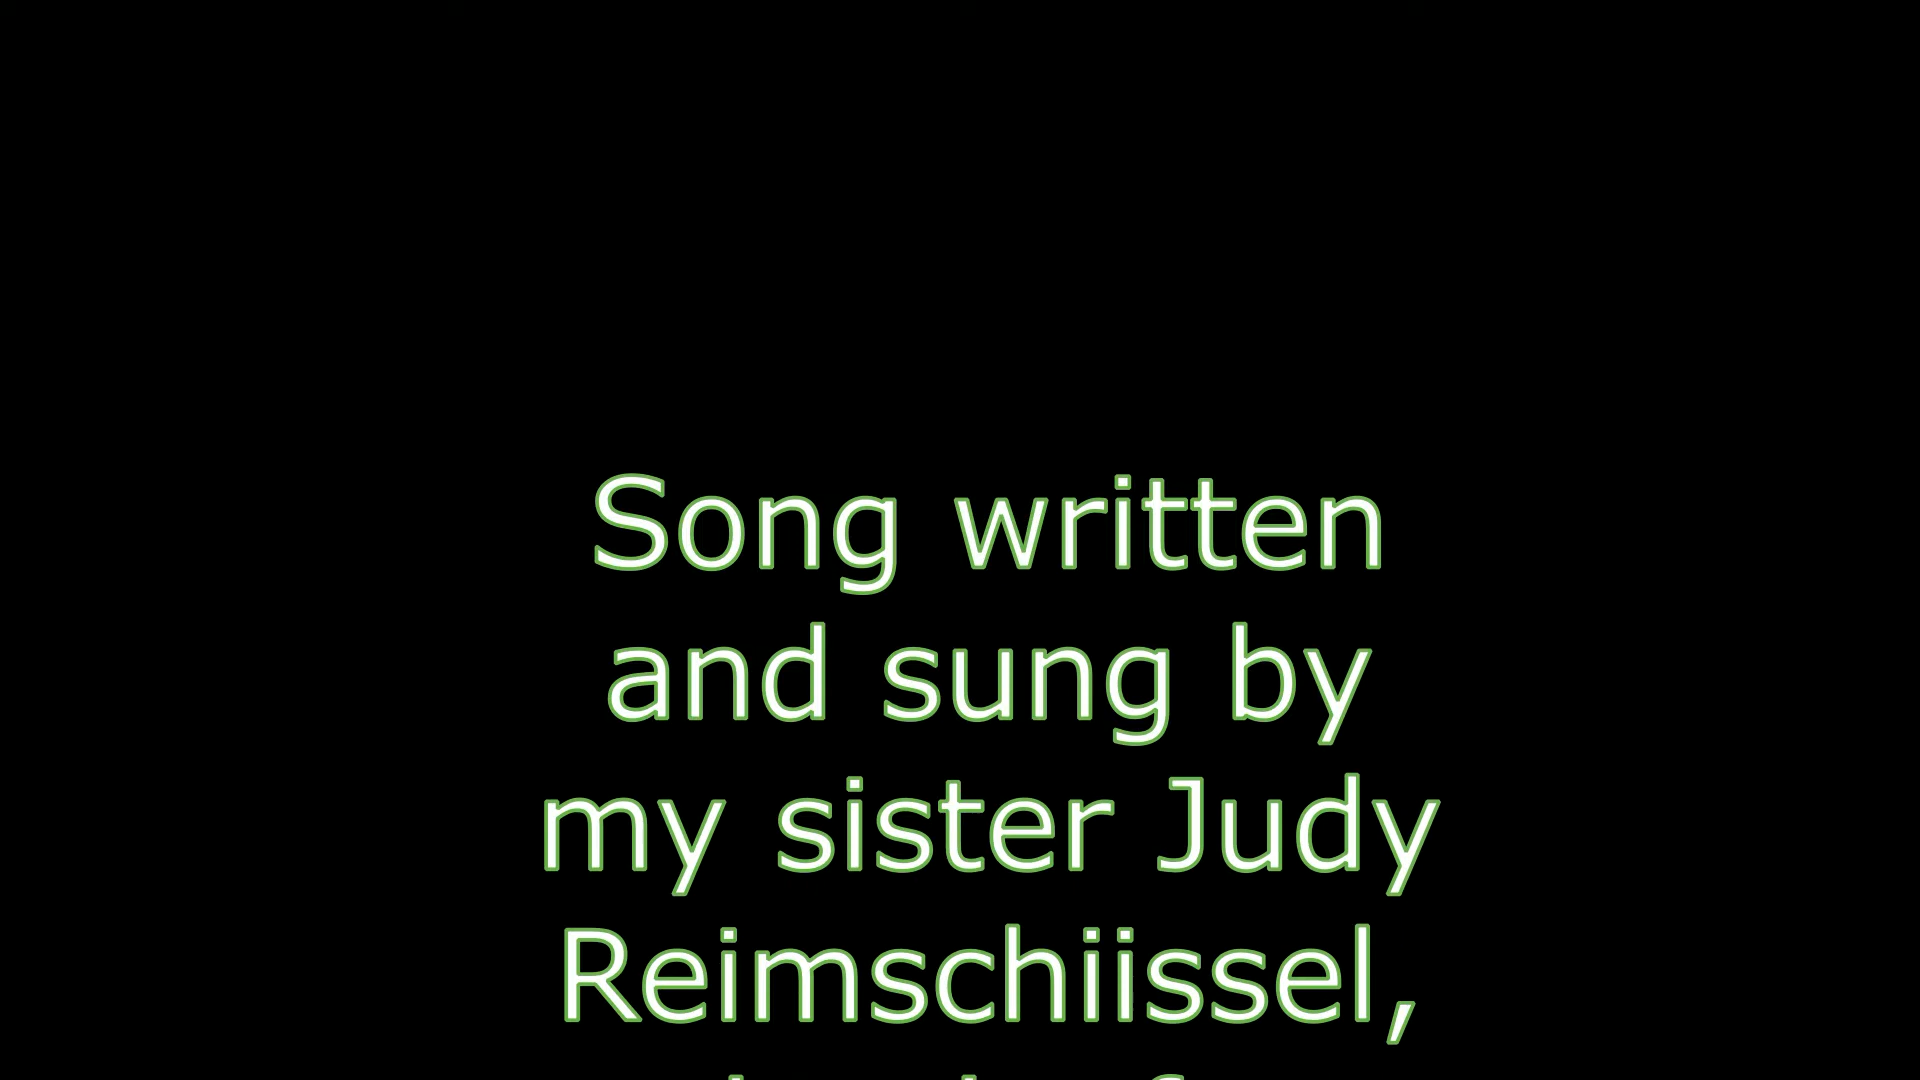 Song written
and sung by
my sister Judy
Reimschiissel,